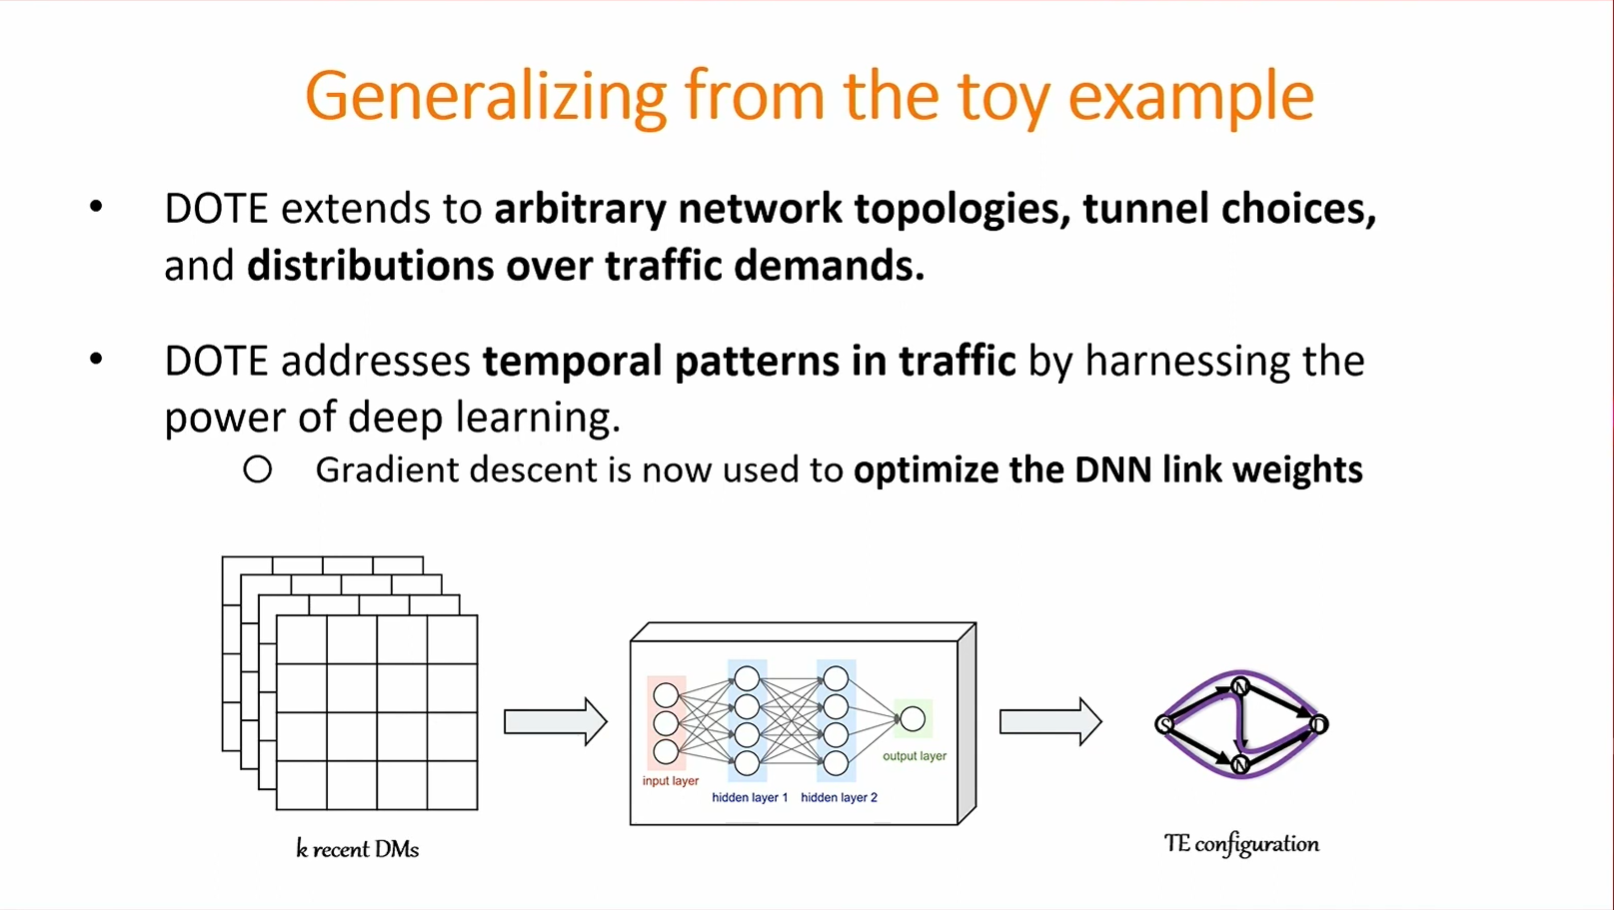 Generalizing from the toy example
• DOTE extends to arbitrary network topologies, tunnel choices,
and distributions over traffic demands.
• DOTE addresses temporal patterns in traffic by harnessing the
power of deep learning.
○ Gradient descent is now used to optimize the DNN link weights
input layer
hidden layer 1
hidden layer 2
output layer
S
N
N
D
k recent DMs
TE configuration